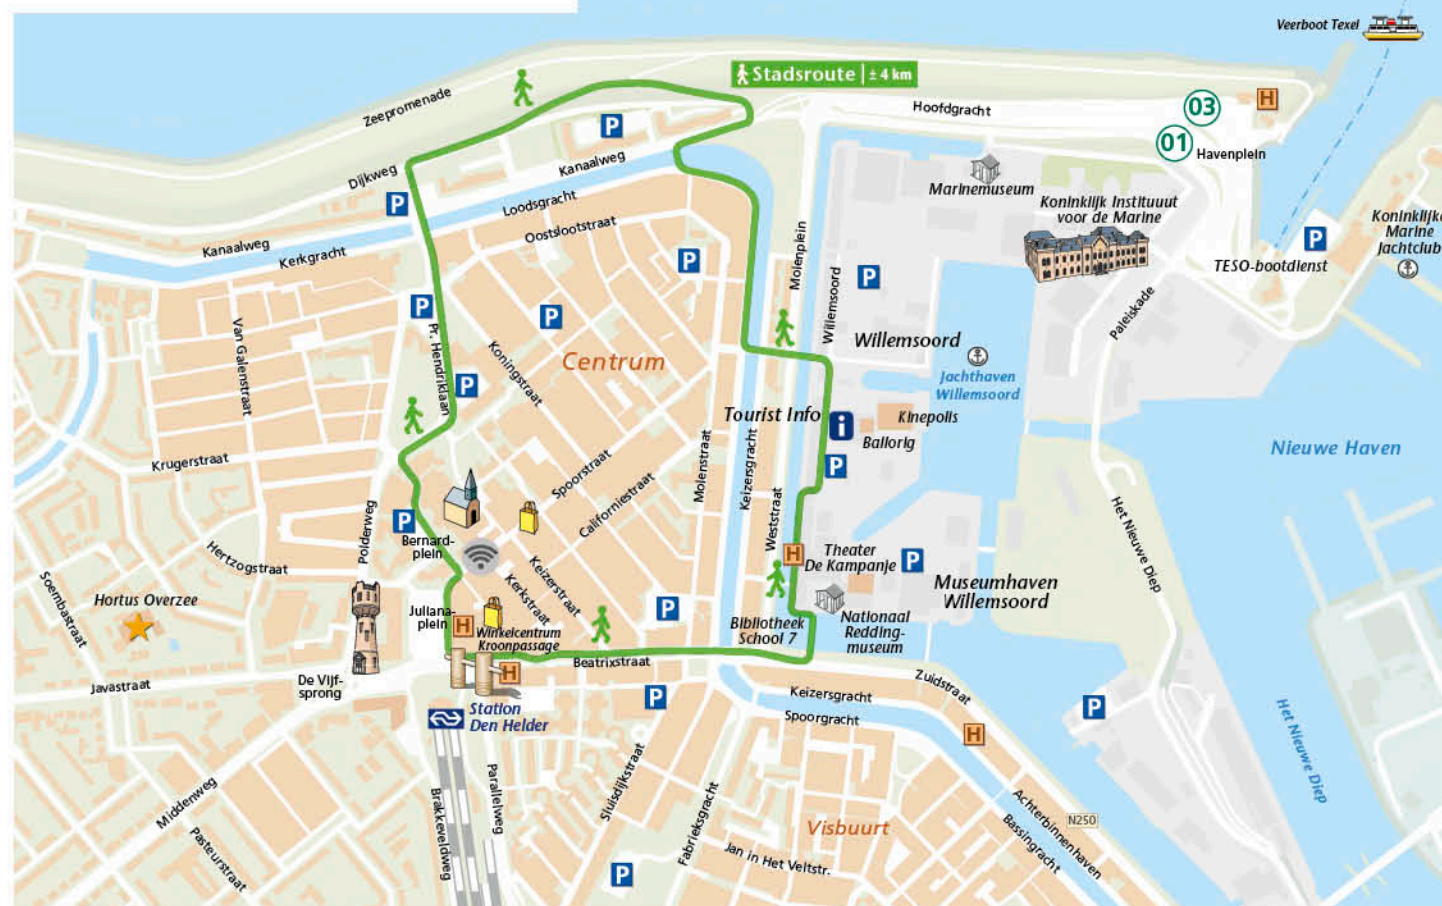 Veerboot Texel
Stadsroute | ± 4 km
Zeepromenade
Hoofdgracht
03
01
H
P
Havenplein
Kanaalweg
Dijkweg
Marinemuseum
P
Loodsgracht
Koninklijk Instituuut
voor de Marine
Koninklijke
Marine
Jachtclub
Oostslootstraat
Kanaalweg
Kerkgracht
Molenplein
P
P
TESO-bootdienst
P
P
P
Willemsoord
Paleiskade
Van Galenstraat
Pr. Hendriklaan
Koningstraat
Centrum
Willemsoord
P
Jachthaven
Willemsoord
Tourist Info
i
Kinepolis
Ballorig
Nieuwe Haven
Krugerstraat
Spoorstraat
Molenstraat
Keizersgracht
P
Californiestraat
Weststraat
Het Nieuwe Diep
Polderweg
P
Bernard-
plein
Hertzogstraat
Keizerstraat
Kerkstraat
H
Theater
De Kampanje
P
Museumhaven
Willemsoord
Soembastraat
Hortus Overzee
Juliana-
plein
H
P
Winkelcentrum
Kroonpassage
Bibliotheek
School 7
Nationaal
Redding-
museum
Beatrixstraat
H
Javastraat
De Vijf-
sprong
Keizersgracht
Zuidstraat
P
Station
Den Helder
Spoorgracht
P
H
Het Nieuwe Diep
Middenweg
Parallelweg
Brakkeveldweg
Sluisdijkstraat
Fabrieksgracht
Visbuurt
Achterbinnenhaven
N250
Bassingracht
Pasteurstraat
Jan in Het Veltstr.
P